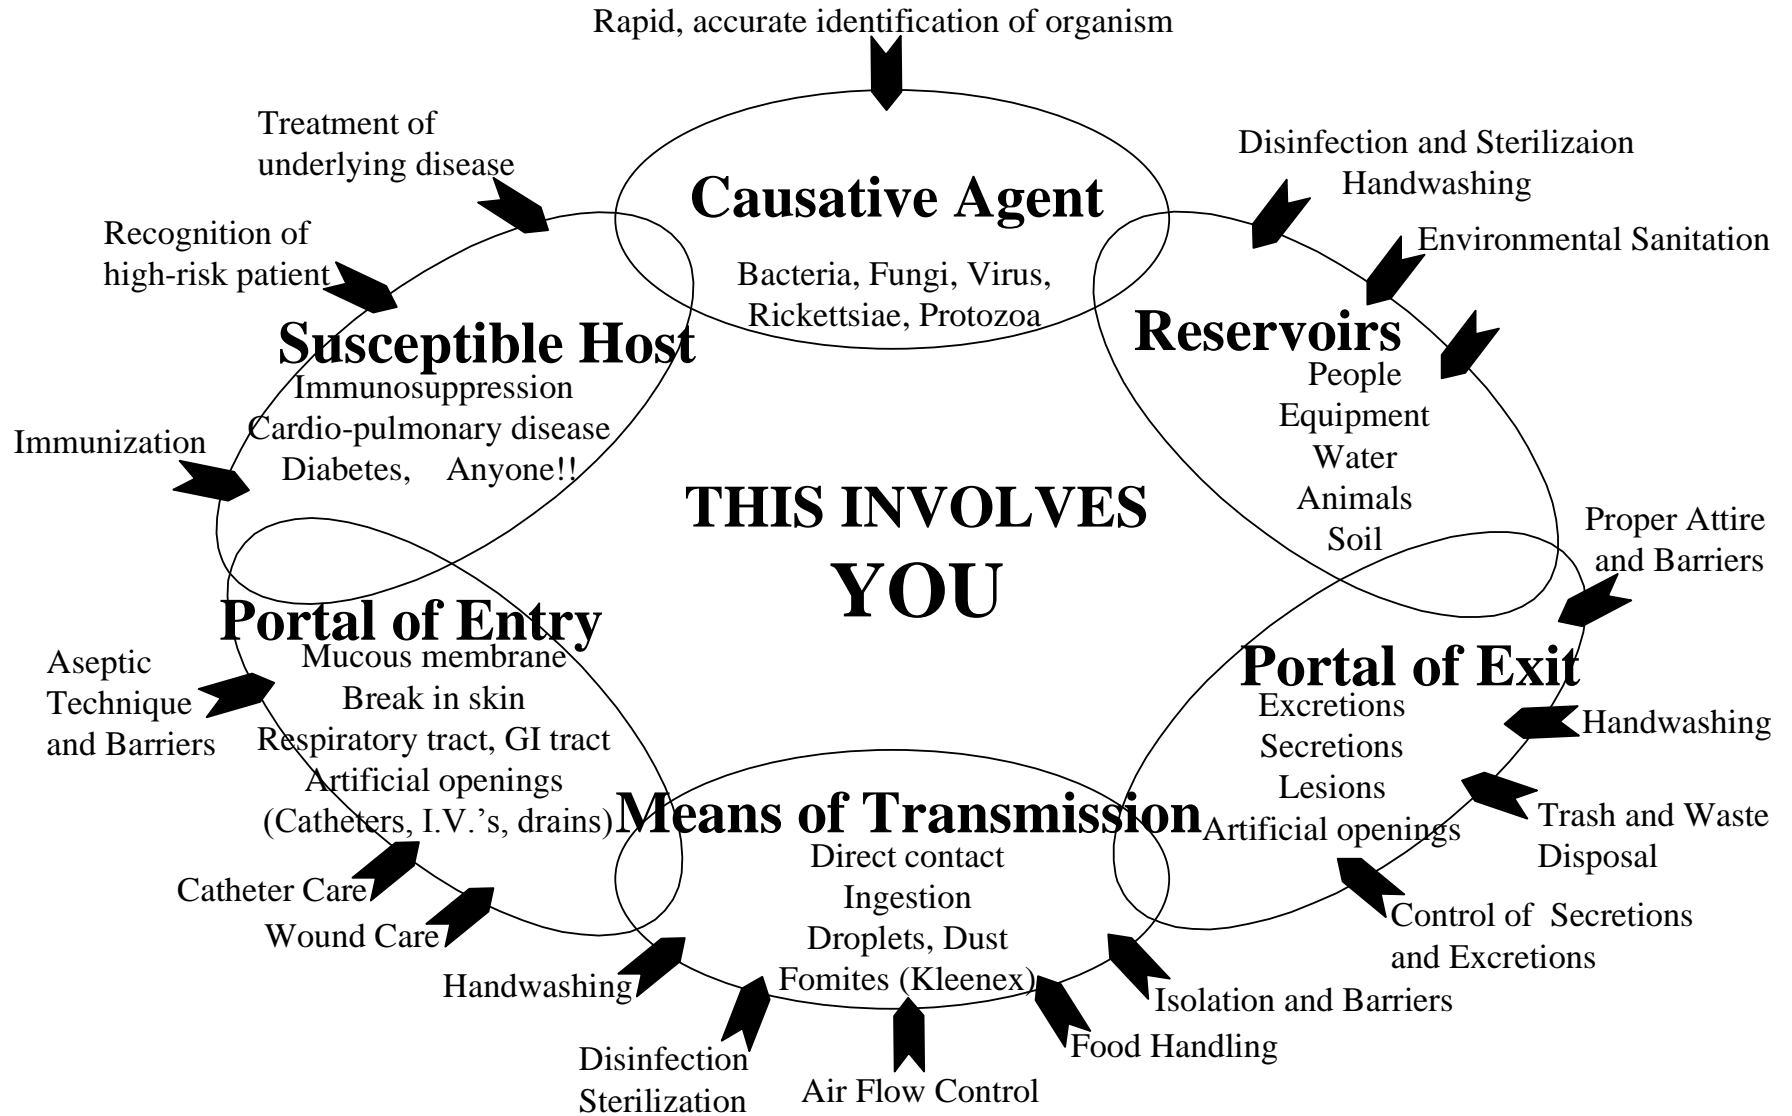 Rapid, accurate identification of organism
Causative Agent
Bacteria, Fungi, Virus,
Rickettsiae, Protozoa
Disinfection and Sterilizaion
Handwashing
Environmental Sanitation
Reservoirs
People
Equipment
Water
Animals
Soil
Proper Attire
and Barriers
Portal of Exit
Excretions
Secretions
Lesions
Artificial openings
Handwashing
Trash and Waste
Disposal
Control of  Secretions
and Excretions
Means of Transmission
Direct contact
Ingestion
Droplets, Dust
Fomites (Kleenex)
Isolation and Barriers
Food Handling
Air Flow Control
Disinfection
Sterilization
Handwashing
Portal of Entry
Mucous membrane
Break in skin
Respiratory tract, GI tract
Artificial openings
(Catheters, I.V.’s, drains)
Wound Care
Catheter Care
Aseptic
Technique
and Barriers
Susceptible Host
Immunosuppression
Cardio-pulmonary disease
Diabetes,    Anyone!!
Immunization
Recognition of
high-risk patient
Treatment of
underlying disease
THIS INVOLVES
YOU